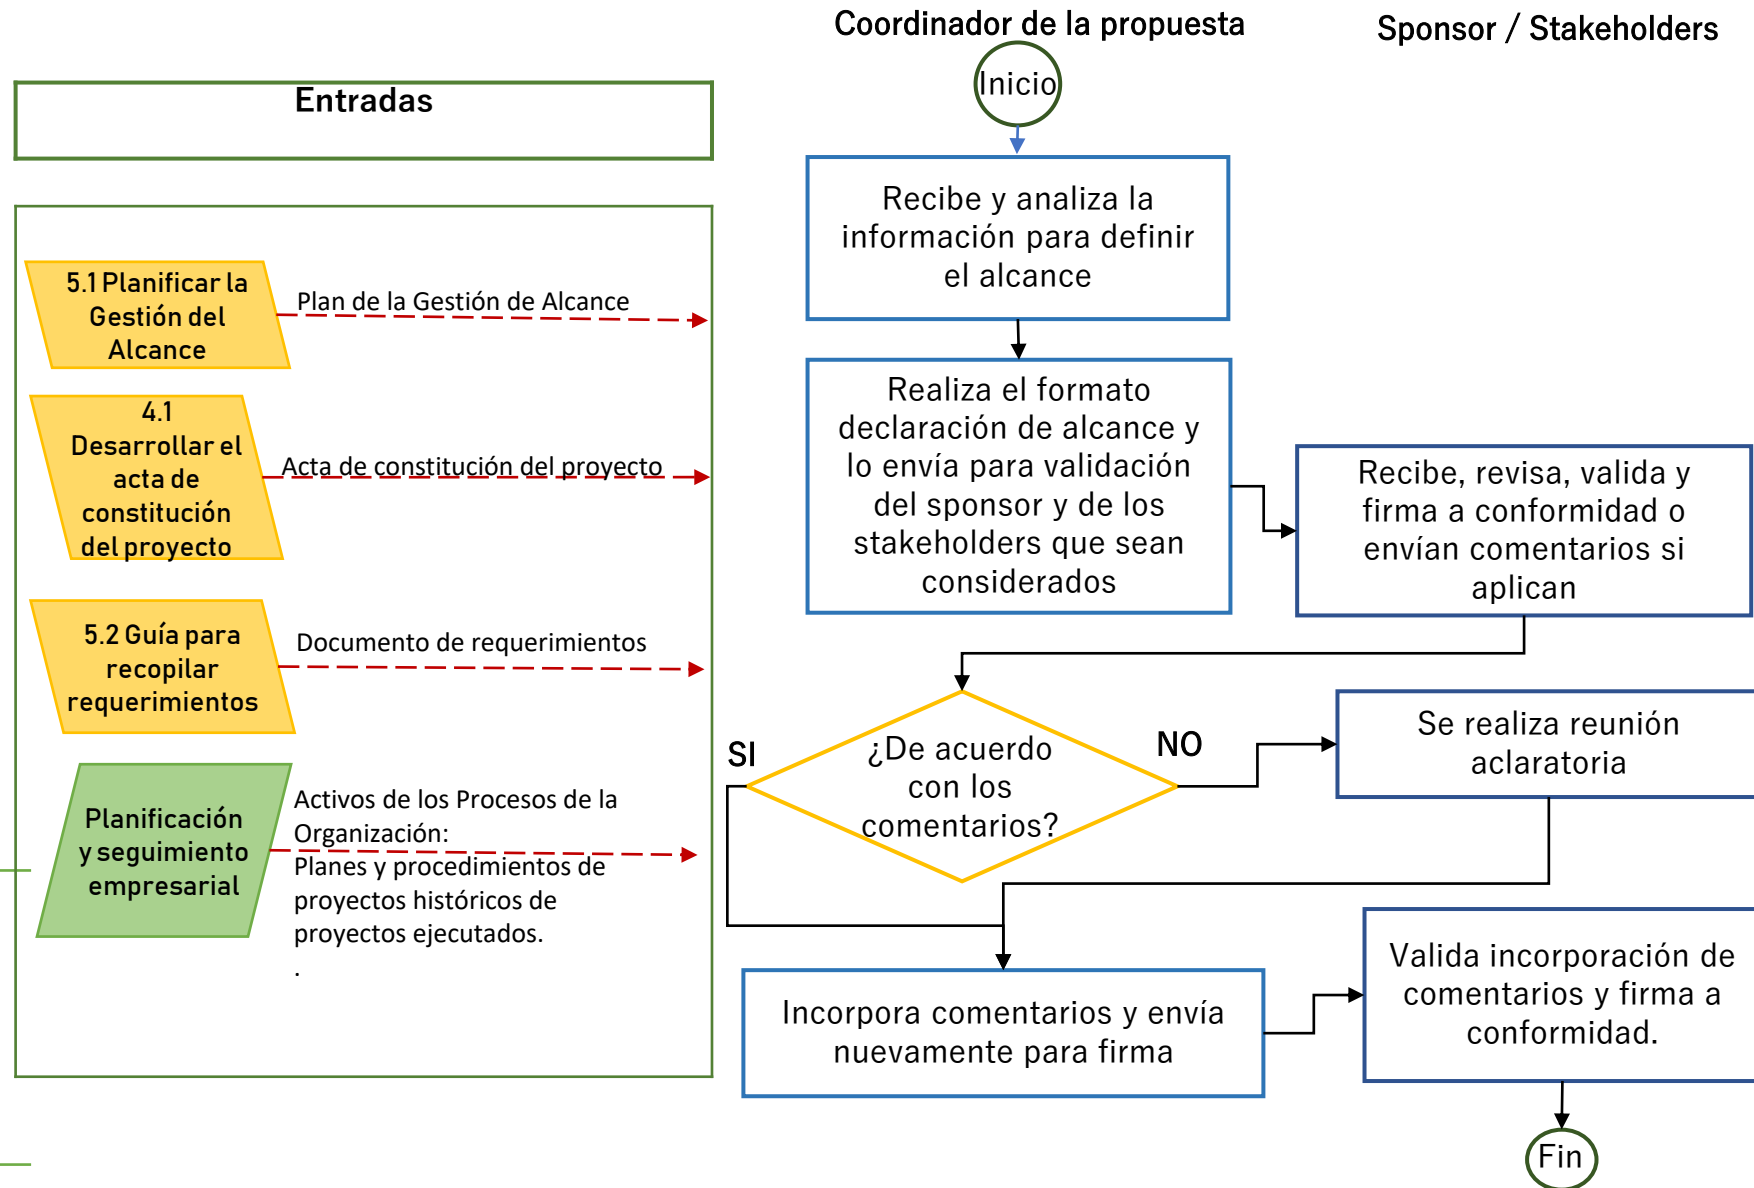 Coordinador de la propuesta
Sponsor / Stakeholders
Entradas
5.1 Planificar la
Gestión del
Alcance
Plan de la Gestión de Alcance
4.1
Desarrollar el
acta de
constitución
del proyecto
Acta de constitución del proyecto
5.2 Guía para
recopilar
requerimientos
Documento de requerimientos
Planificación
y seguimiento
empresarial
Activos de los Procesos de la
Organización:
Planes y procedimientos de
proyectos históricos de
proyectos ejecutados.
.
Inicio
Recibe y analiza la
información para definir
el alcance
Realiza el formato
declaración de alcance y
lo envía para validación
del sponsor y de los
stakeholders que sean
considerados
Recibe, revisa, valida y
firma a conformidad o
envían comentarios si
aplican
SI
¿De acuerdo
con los
comentarios?
NO
Se realiza reunión
aclaratoria
Incorpora comentarios y envía
nuevamente para firma
Valida incorporación de
comentarios y firma a
conformidad.
Fin